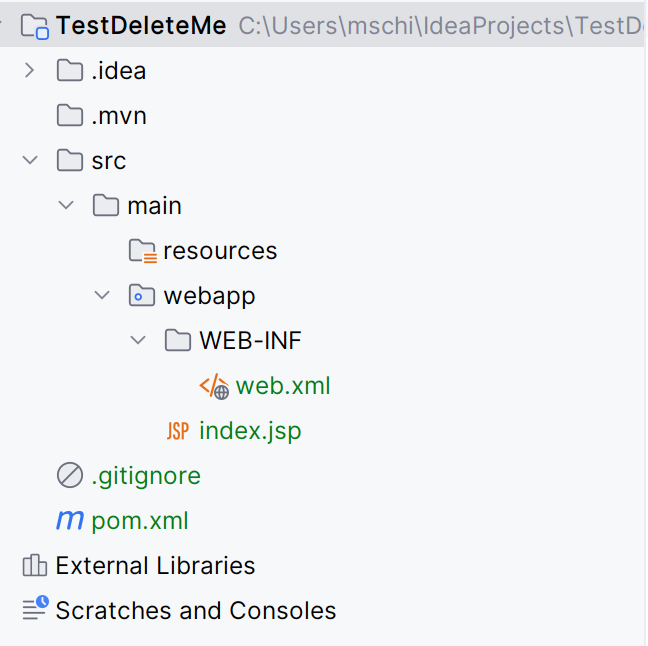 TestDeleteMe C:\Users\mschi\IdeaProjects\TestD
.idea
.mvn
src
main
resources
webapp
WEB-INF
web.xml
JSP index.jsp
.gitignore
m pom.xml
External Libraries
Scratches and Consoles